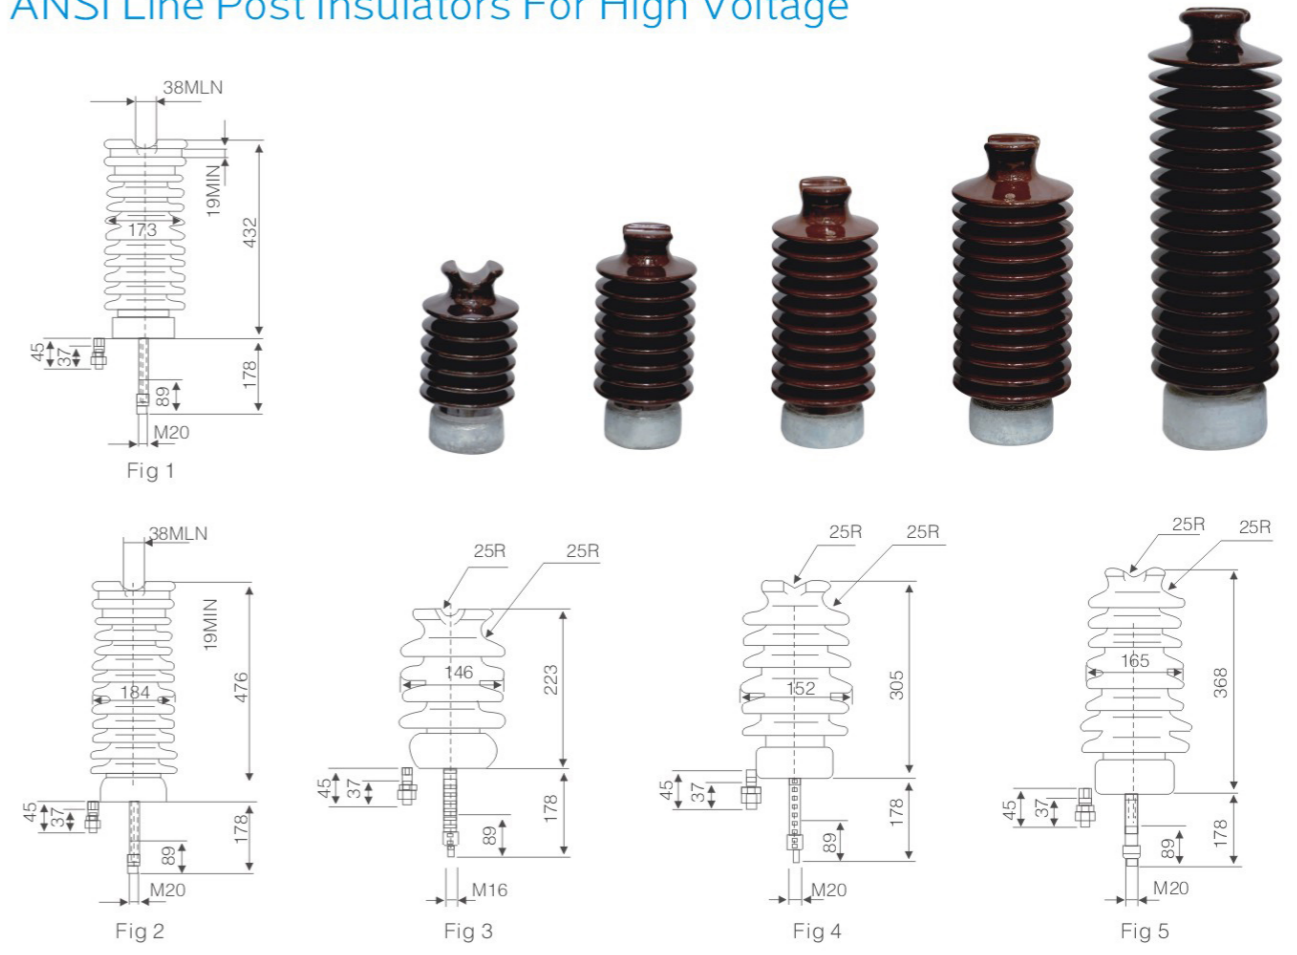 ANSI Line Post Insulators For High Voltage
38MLN
19MIN
173
432
45
37
178
89
M20
Fig 1
38MLN
19MIN
184
476
45
37
178
89
M20
Fig 2
25R
25R
146
223
45
37
178
89
M16
Fig 3
25R
25R
152
305
45
37
178
89
M20
Fig 4
25R
25R
165
368
45
37
178
89
M20
Fig 5